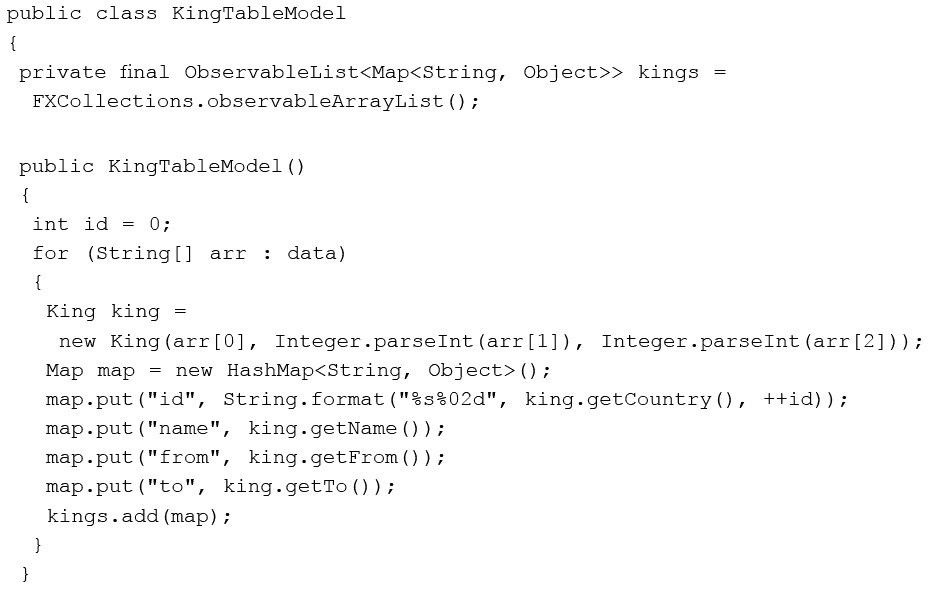 public class KingTableModel
{
private final ObservableList<Map<String, Object>> kings =
FXCollections.observableArrayList();
public KingTableModel()
{
int id = 0;
for (String[] arr : data)
{
King king =
new King(arr[0], Integer.parseInt(arr[1]), Integer.parseInt(arr[2]));
Map map = new HashMap<String, Object>();
map.put("id", String.format("%s%02d", king.getCountry(), ++id));
map.put("name", king.getName());
map.put("from", king.getFrom());
map.put("to", king.getTo());
kings.add(map);
}
}